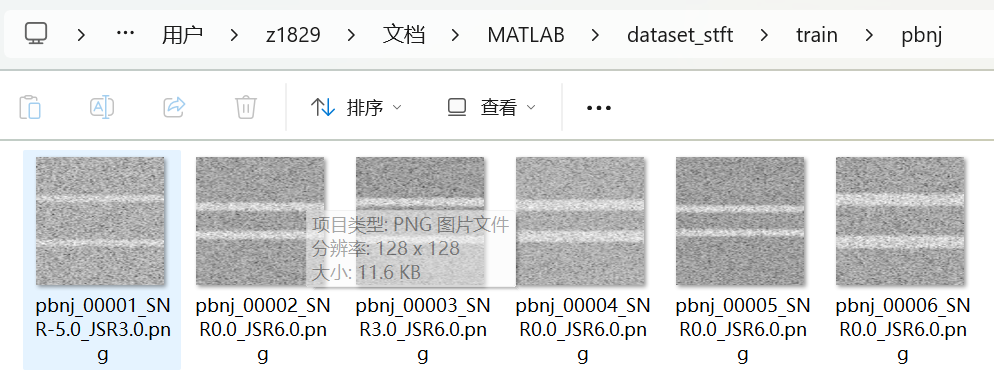 ··· 用户 z1829 文档 MATLAB dataset_stft train pbnj
排序 查看 ···
项目类型: PNG 图片文件
分辨率: 128 x 128
大小: 11.6 KB
pbnj_00001_SN
R-5.0_JSR3.0.pn
g
pbnj_00002_SN
R0.0_JSR6.0.pn
g
pbnj_00003_SN
R3.0_JSR6.0.pn
g
pbnj_00004_SN
R0.0_JSR6.0.pn
g
pbnj_00005_SN
R0.0_JSR6.0.pn
g
pbnj_00006_SN
R0.0_JSR6.0.pn
g